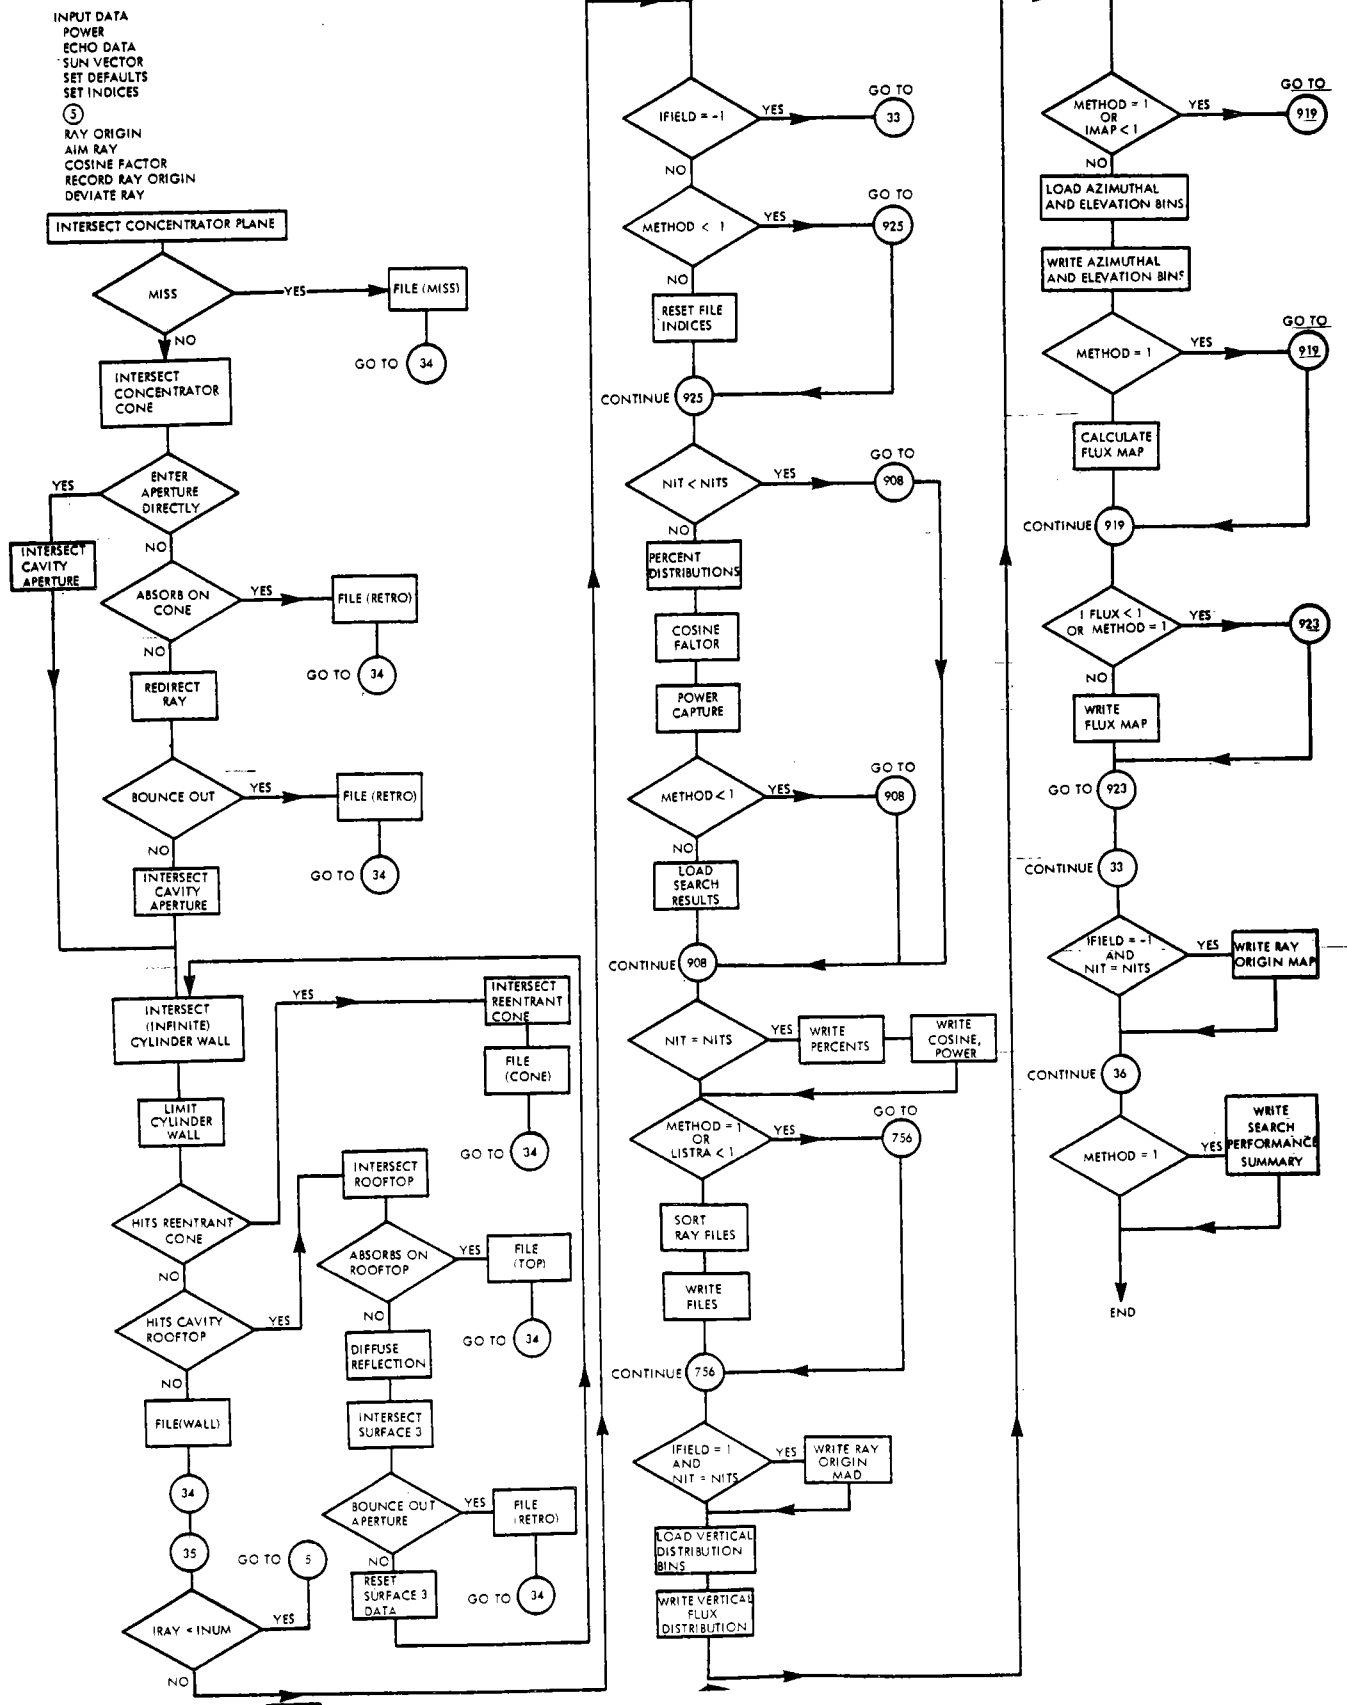 INPUT DATA
POWER
ECHO DATA
SUN VECTOR
SET DEFAULTS
SET INDICES
5
RAY ORIGIN
AIM RAY
COSINE FACTOR
RECORD RAY ORIGIN
DEVIATE RAY
INTERSECT CONCENTRATOR PLANE
MISS
YES
FILE (MISS)
NO
GO TO 34
INTERSECT
CONCENTRATOR
CONE
YES
ENTER
APERTURE
DIRECTLY
INTERSECT
CAVITY
APERTURE
NO
ABSORB ON
CONE
YES
FILE (RETRO)
NO
GO TO 34
REDIRECT
RAY
BOUNCE OUT
YES
FILE (RETRO)
NO
GO TO 34
INTERSECT
CAVITY
APERTURE
INTERSECT
(INFINITE)
CYLINDER WALL
YES
INTERSECT
REENTRANT
CONE
FILE
(CONE)
GO TO 34
LIMIT
CYLINDER
WALL
HITS REENTRANT
CONE
NO
HITS CAVITY
ROOFTOP
YES
NO
FILE(WALL)
34
35
GO TO 5
IRAY < INUM
YES
NO
INTERSECT
ROOFTOP
ABSORBS ON
ROOFTOP
YES
FILE
(TOP)
GO TO 34
NO
DIFFUSE
REFLECTION
INTERSECT
SURFACE 3
BOUNCE OUT
APERTURE
YES
FILE
(RETRO)
GO TO 34
NO
RESET
SURFACE 3
DATA
IFIELD = -1
YES
GO TO
33
NO
METHOD < 1
YES
GO TO
925
NO
RESET FILE
INDICES
CONTINUE 925
NIT < NITS
YES
GO TO
908
NO
PERCENT
DISTRIBUTIONS
COSINE
FALTOR
POWER
CAPTURE
METHOD < 1
YES
GO TO
908
NO
LOAD
SEARCH
RESULTS
CONTINUE 908
NIT = NITS
YES
WRITE
PERCENTS
WRITE
COSINE,
POWER
METHOD = 1
OR
LISTRA < 1
YES
GO TO
756
SORT
RAY FILES
WRITE
FILES
CONTINUE 756
IFIELD = 1
AND
NIT = NITS
YES
WRITE RAY
ORIGIN
MAD
LOAD VERTICAL
DISTRIBUTION
BINS
WRITE VERTICAL
FLUX
DISTRIBUTION
METHOD = 1
OR
IMAP < 1
YES
GO TO
919
NO
LOAD AZIMUTHAL
AND ELEVATION BINS
WRITE AZIMUTHAL
AND ELEVATION BINS
METHOD = 1
YES
GO TO
919
CALCULATE
FLUX MAP
CONTINUE 919
I FLUX < 1
OR METHOD = 1
YES
923
NO
WRITE
FLUX MAP
GO TO 923
CONTINUE 33
IFIELD = -1
AND
NIT = NITS
YES
WRITE RAY
ORIGIN MAP
CONTINUE 36
METHOD = 1
YES
WRITE
SEARCH
PERFORMANCE
SUMMARY
END